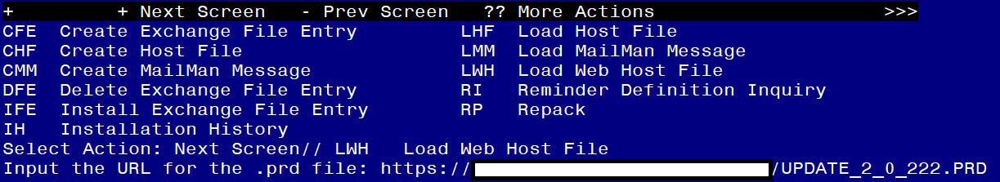 + + Next Screen - Prev Screen ?? More Actions >>>
CFE Create Exchange File Entry LHF Load Host File
CHF Create Host File LMM Load MailMan Message
CMM Create MailMan Message LWH Load Web Host File
DFE Delete Exchange File Entry RI Reminder Definition Inquiry
IFE Install Exchange File Entry RP Repack
IH Installation History
Select Action: Next Screen// LWH Load Web Host File
Input the URL for the .prd file: https:// /UPDATE_2_0_222.PRD